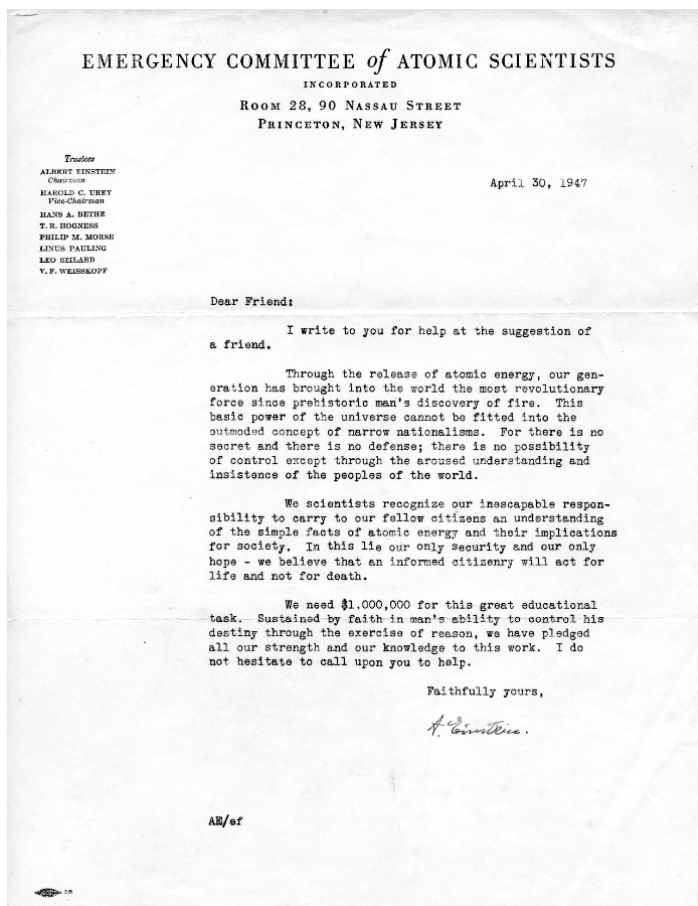 EMERGENCY COMMITTEE of ATOMIC SCIENTISTS
INCORPORATED
ROOM 28, 90 NASSAU STREET
PRINCETON, NEW JERSEY
Trustees
ALBERT EINSTEIN
Chairman
HAROLD C. UREY
Vice-Chairman
HANS A. BETHE
T. R. HOGNESS
PHILIP M. MORSE
LINUS PAULING
LEO SZILARD
V. F. WEISSKOPF
April 30, 1947
Dear Friend:
I write to you for help at the suggestion of
a friend.
Through the release of atomic energy, our gen-
eration has brought into the world the most revolutionary
force since prehistoric man's discovery of fire. This
basic power of the universe cannot be fitted into the
outmoded concept of narrow nationalisms. For there is no
secret and there is no defense; there is no possibility
of control except through the aroused understanding and
insistence of the peoples of the world.
We scientists recognize our inescapable respon-
sibility to carry to our fellow citizens an understanding
of the simple facts of atomic energy and their implications
for society. In this lie our only security and our only
hope - we believe that an informed citizenry will act for
life and not for death.
We need $1,000,000 for this great educational
task. Sustained by faith in man's ability to control his
destiny through the exercise of reason, we have pledged
all our strength and our knowledge to this work. I do
not hesitate to call upon you to help.
Faithfully yours,
A. Einstein.
AE/ef